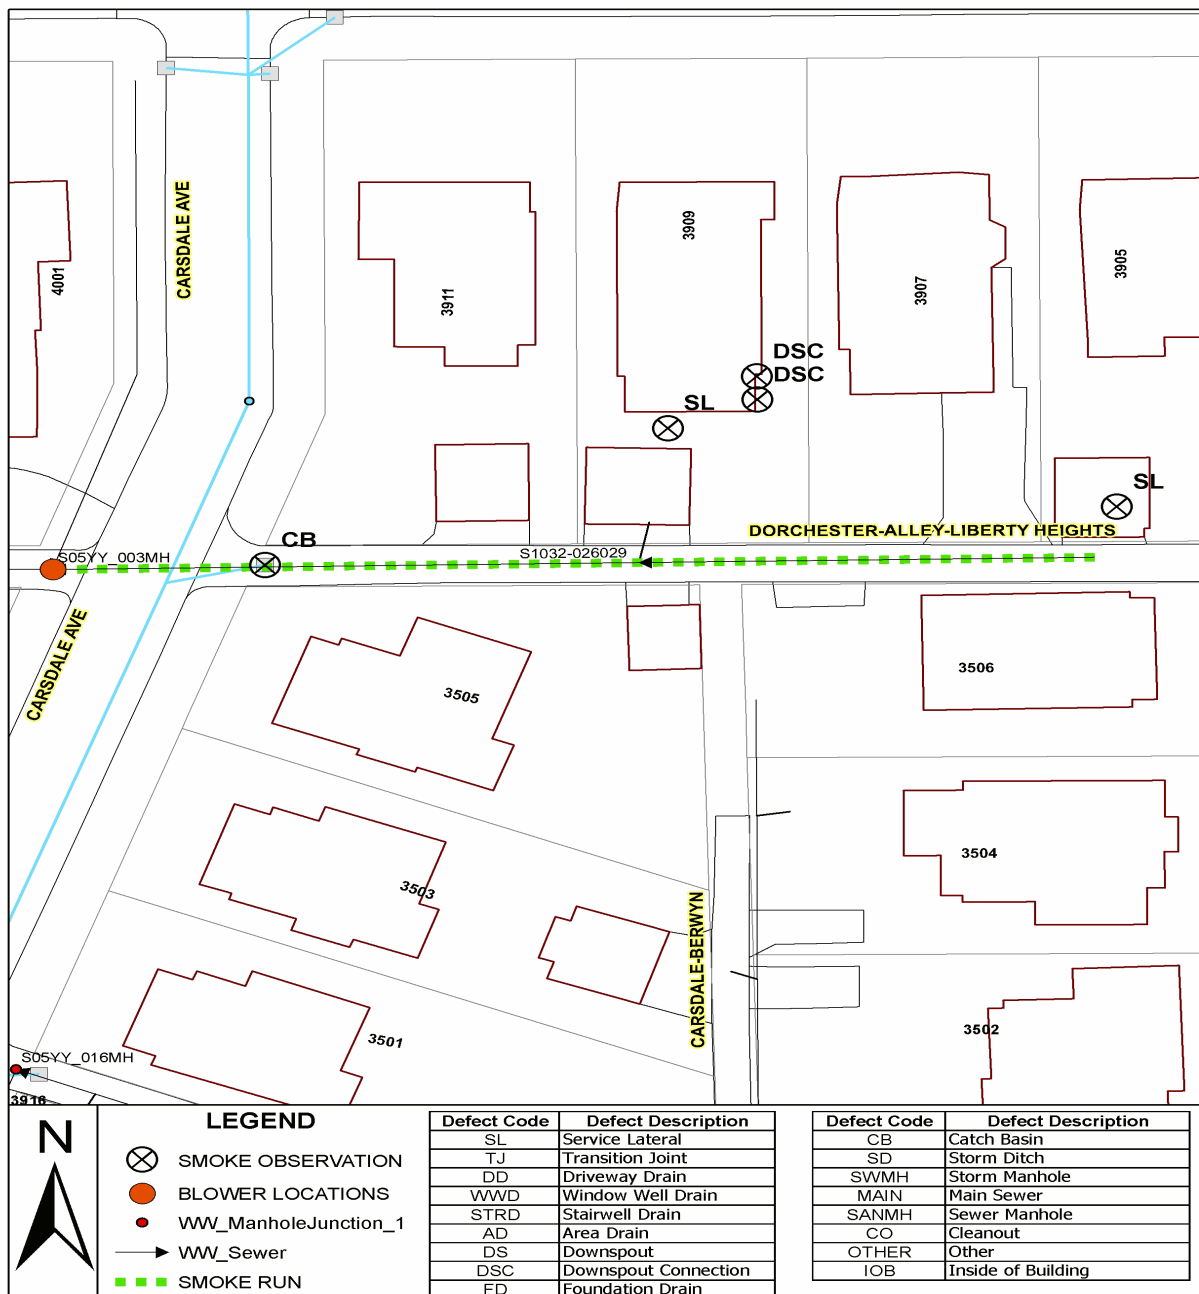 CARSDALE AVE
4001
3911
3909
3907
3905
DSC
DSC
SL
SL
DORCHESTER-ALLEY-LIBERTY HEIGHTS
CB
S05YY_003MH
S1032-026029
CARSDALE AVE
3505
3506
3503
3504
CARSDALE-BERWYN
3501
3502
S05YY_016MH
3916
N
LEGEND
SMOKE OBSERVATION
BLOWER LOCATIONS
WW_ManholeJunction_1
WW_Sewer
SMOKE RUN
Defect Code Defect Description
SL Service Lateral
TJ Transition Joint
DD Driveway Drain
WWD Window Well Drain
STRD Stairwell Drain
AD Area Drain
DS Downspout
DSC Downspout Connection
FD Foundation Drain
Defect Code Defect Description
CB Catch Basin
SD Storm Ditch
SWMH Storm Manhole
MAIN Main Sewer
SANMH Sewer Manhole
CO Cleanout
OTHER Other
IOB Inside of Building